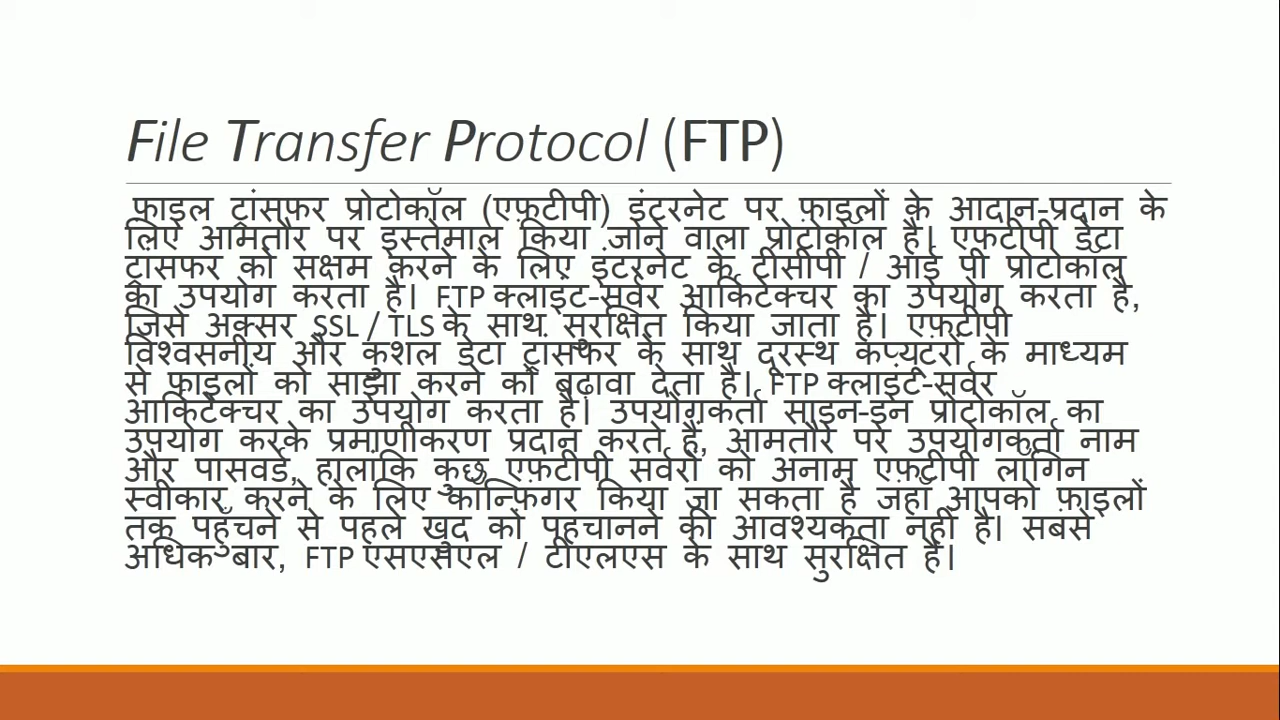 File Transfer Protocol (FTP)
फ़ाइल ट्रांसफर प्रोटोकॉल (एफ़टीपी) इंटरनेट पर फ़ाइलों के आदान-प्रदान के
लिए आमतौर पर इस्तेमाल किया जाने वाला प्रोटोकॉल है। एफ़टीपी डेटा
ट्रांसफर को सक्षम करने के लिए इंटरनेट के टीसीपी / आई पी प्रोटोकॉल
का उपयोग करता है। FTP क्लाइंट-सर्वर आर्किटेक्चर का उपयोग करता है,
जिसे अक्सर SSL / TLS के साथ सुरक्षित किया जाता है। एफ़टीपी
विश्वसनीय और कुशल डेटा ट्रांसफर के साथ दूरस्थ कंप्यूटरों के माध्यम
से फ़ाइलों को साझा करने को बढ़ावा देता है। FTP क्लाइंट-सर्वर
आर्किटेक्चर का उपयोग करता है। उपयोगकर्ता साइन-इन प्रोटोकॉल का
उपयोग करके प्रमाणीकरण प्रदान करते हैं, आमतौर पर उपयोगकर्ता नाम
और पासवर्ड, हालांकि कुछ एफ़टीपी सर्वरों को अनाम एफ़टीपी लॉगिन
स्वीकार करने के लिए कॉन्फ़िगर किया जा सकता है जहाँ आपको फ़ाइलों
तक पहुँचने से पहले खुद को पहचानने की आवश्यकता नहीं है। सबसे
अधिक बार, FTP एसएसएल / टीएलएस के साथ सुरक्षित है।